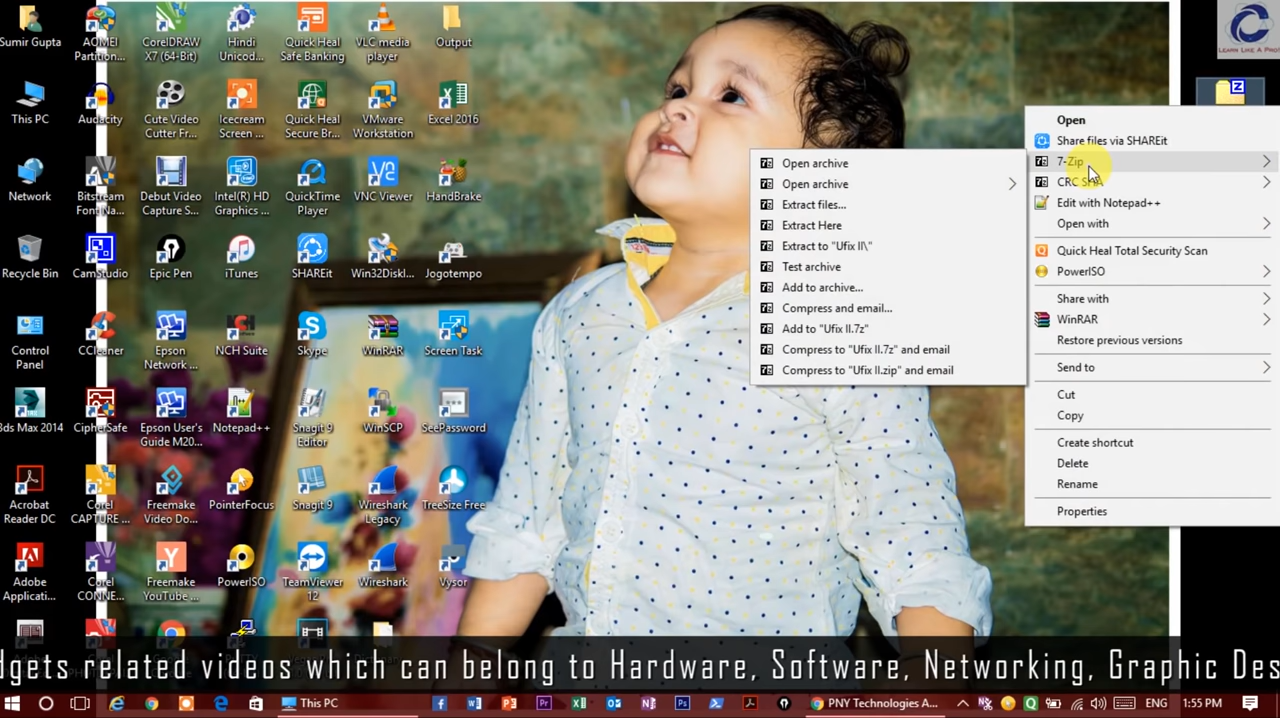 Sumir Gupta
AOMEI
Partition...
CorelDRAW
X7 (64-Bit)
Hindi
Unicod...
Quick Heal
Safe Banking
VLC media
player
Output
LEARN LIKE A PRO
This PC
Audacity
Cute Video
Cutter Fr...
Icecream
Screen ...
Quick Heal
Secure Br...
VMware
Workstation
Excel 2016
Network
Bitstream
Font Na...
Debut Video
Capture S...
Intel(R) HD
Graphics ...
QuickTime
Player
VNC Viewer
HandBrake
Recycle Bin
CamStudio
Epic Pen
iTunes
SHAREit
Win32Diskl...
Jogotempo
Control
Panel
CCleaner
Epson
Network ...
NCH Suite
Skype
WinRAR
Screen Task
3ds Max 2014
CipherSafe
Epson User's
Guide M20...
Notepad++
Snagit 9
Editor
WinSCP
SeePassword
Acrobat
Reader DC
Corel
CAPTURE ...
Freemake
Video Do...
PointerFocus
Snagit 9
Wireshark
Legacy
TreeSize Free
Adobe
Applicati...
Corel
CONNE...
Freemake
YouTube ...
PowerISO
TeamViewer
12
Wireshark
Vysor
Open archive
Open archive
Extract files...
Extract Here
Extract to "Ufix II\"
Test archive
Add to archive...
Compress and email...
Add to "Ufix II.7z"
Compress to "Ufix II.7z" and email
Compress to "Ufix II.zip" and email
Open
Share files via SHAREit
7-Zip
CRC SHA
Edit with Notepad++
Open with
Quick Heal Total Security Scan
PowerISO
Share with
WinRAR
Restore previous versions
Send to
Cut
Copy
Create shortcut
Delete
Rename
Properties
dgets related videos which can belong to Hardware, Software, Networking, Graphic Des
This PC
PNY Technologies A...
ENG
1:55 PM